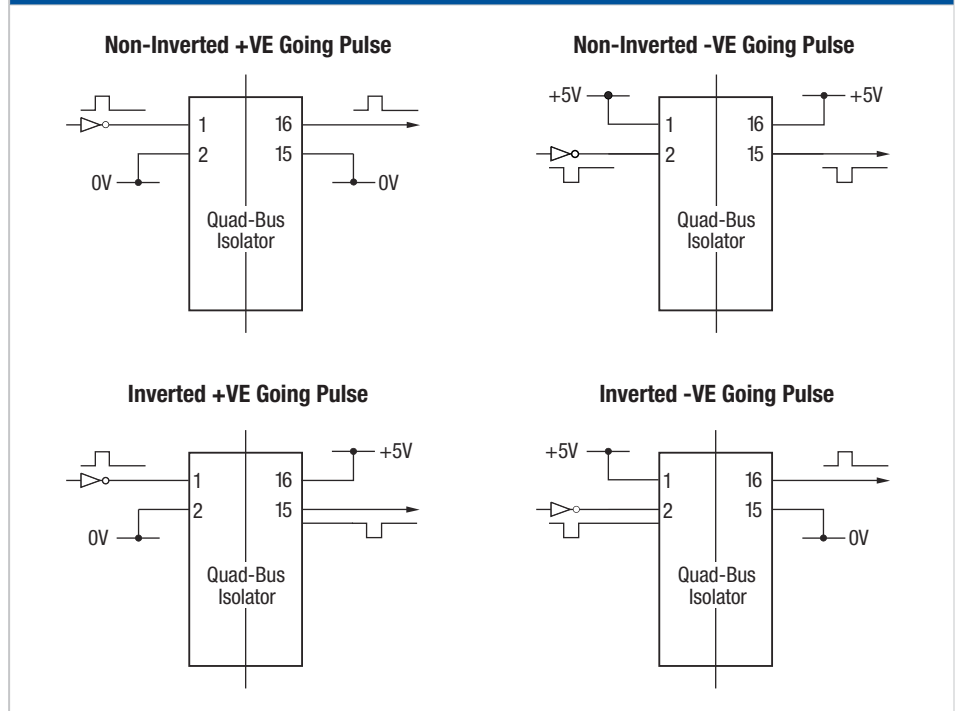 Non-Inverted +VE Going Pulse
1
16
2
15
0V
0V
Quad-Bus
Isolator
Non-Inverted -VE Going Pulse
+5V
+5V
1
16
2
15
Quad-Bus
Isolator
Inverted +VE Going Pulse
+5V
1
16
2
15
0V
Quad-Bus
Isolator
Inverted -VE Going Pulse
+5V
1
16
2
15
0V
Quad-Bus
Isolator